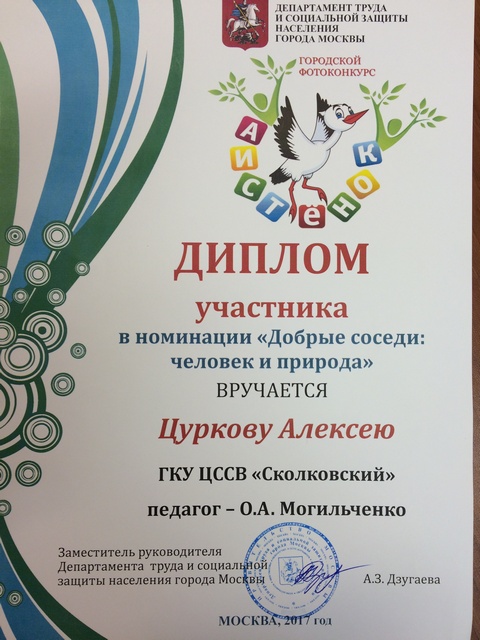 ДЕПАРТАМЕНТ ТРУДА
И СОЦИАЛЬНОЙ ЗАЩИТЫ
НАСЕЛЕНИЯ
ГОРОДА МОСКВЫ
ГОРОДСКОЙ
ФОТОКОНКУРС
АИСТёНОК
ДИПЛОМ
участника
в номинации «Добрые соседи:
человек и природа»
ВРУЧАЕТСЯ
Цуркову Алексею
ГКУ ЦССВ «Сколковский»
педагог – О.А. Могильченко
Заместитель руководителя
Департамента труда и социальной
защиты населения города Москвы
А.З. Дзугаева
МОСКВА, 2017 год